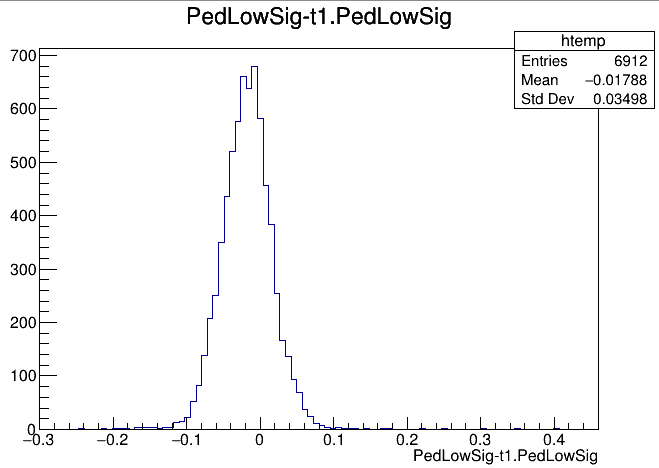 PedLowSig-t1.PedLowSig
htemp
Entries 6912
Mean −0.01788
Std Dev 0.03498
700
600
500
400
300
200
100
0
−0.3 −0.2 −0.1 0 0.1 0.2 0.3 0.4
PedLowSig-t1.PedLowSig